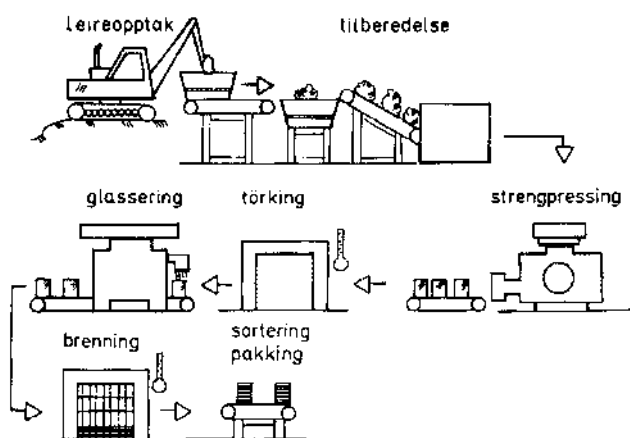 leireopptak
tilberedelse
glassering
törking
strengpressing
brenning
sortering
pakking